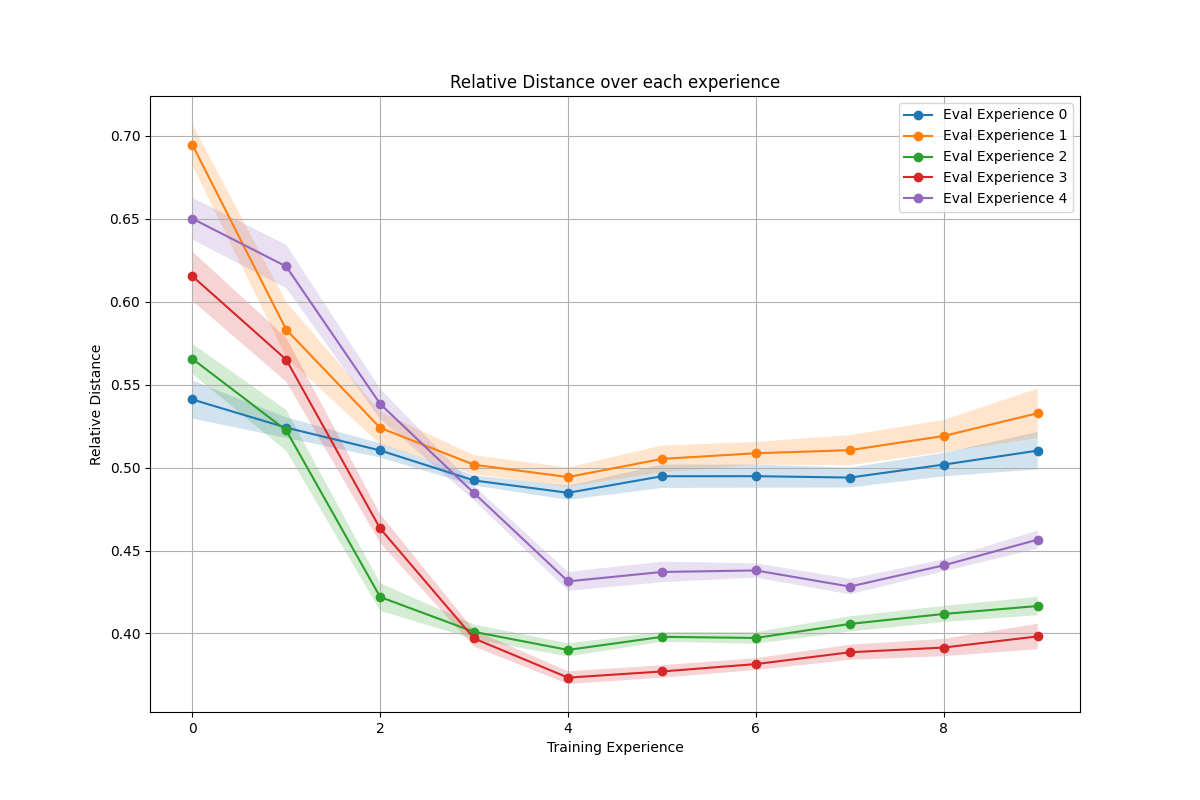 Relative Distance over each experience
Eval Experience 0
Eval Experience 1
Eval Experience 2
Eval Experience 3
Eval Experience 4
Relative Distance
0.70
0.65
0.60
0.55
0.50
0.45
0.40
0 2 4 6 8
Training Experience